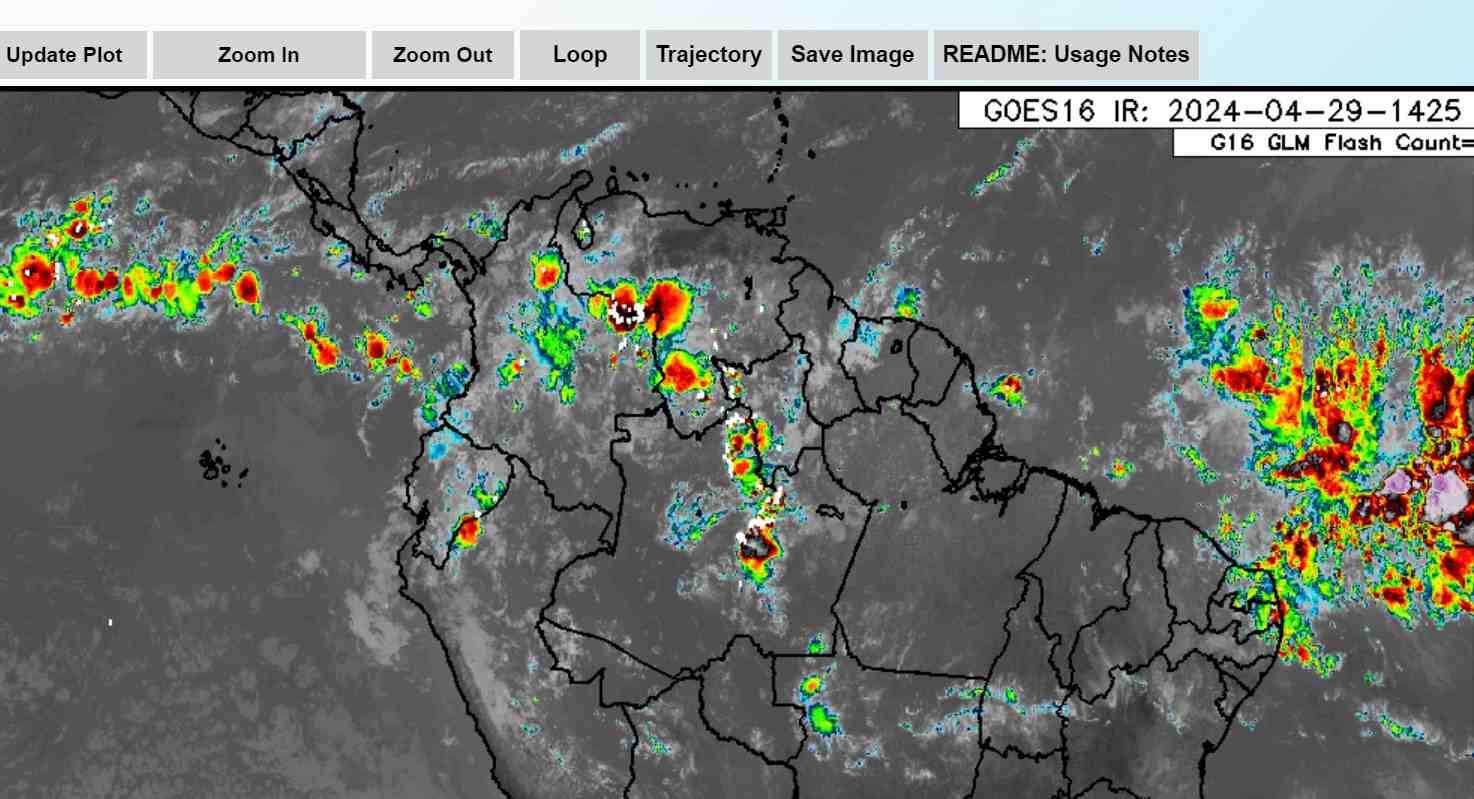 Update Plot
Zoom In
Zoom Out
Loop
Trajectory
Save Image
README: Usage Notes
GOES16 IR: 2024-04-29-1425
G16 GLM Flash Count=